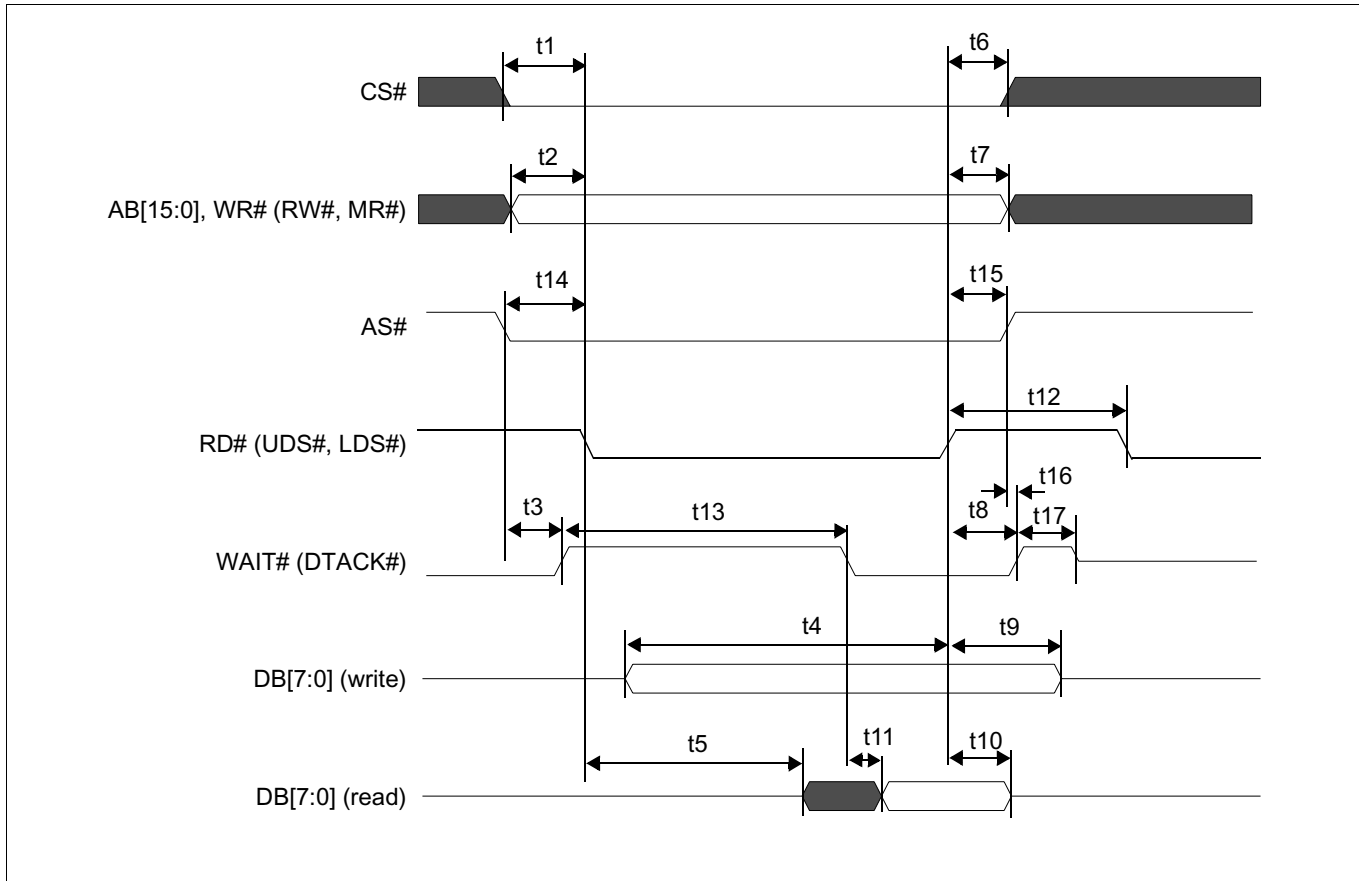 t1 t6
CS#
t2 t7
AB[15:0], WR# (RW#, MR#)
t14 t15
AS#
t12
RD# (UDS#, LDS#)
t16
t3 t13 t8 t17
WAIT# (DTACK#)
t4 t9
DB[7:0] (write)
t5 t11 t10
DB[7:0] (read)